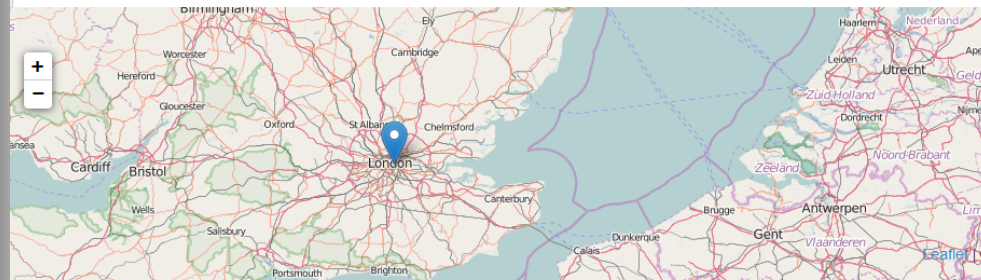 Birmingham
Ely
Haarlem
Nederland
Worcester
Cambridge
Leiden
Utrecht
Hereford
Zuid-Holland
Gloucester
Dordrecht
Oxford
St Alban
Chelmsford
London
Noord-Brabant
Cardiff
Bristol
Zeeland
Canterbury
Wells
Brugge
Antwerpen
Salisbury
Gent
Dunkerque
Vlaanderen
Calais
Leaflet
Portsmouth
Brighton
+
−